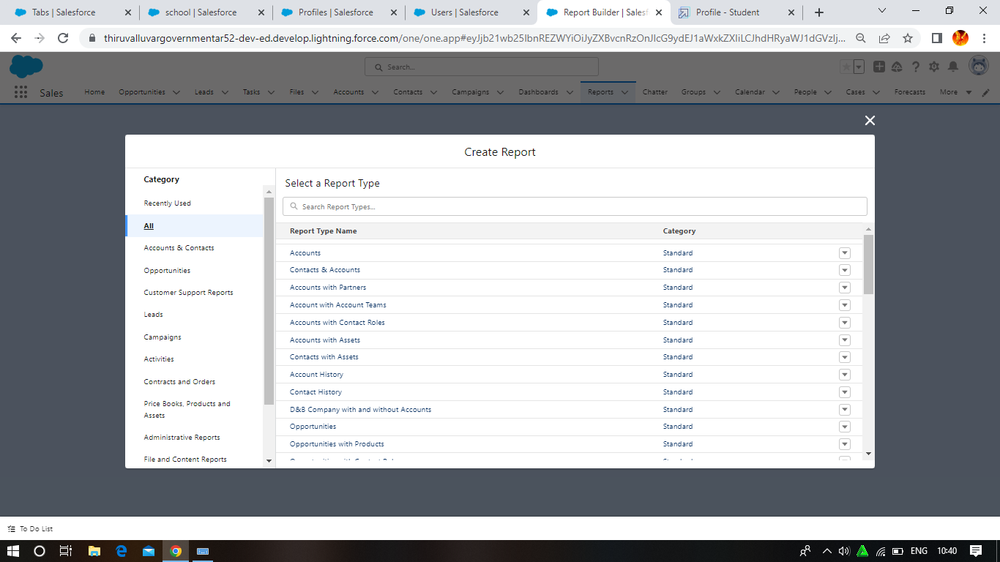 Tabs | Salesforce
school | Salesforce
Profiles | Salesforce
Users | Salesforce
Report Builder | Salesf
Profile - Student
thiruvalluvargovernmentar52-dev-ed.develop.lightning.force.com/one/one.app#eyJjb21wb25lbnREZWYiOiJyZXBvcnRzOnJlcG9ydEJ1aWxkZXIiLCJhdHRyaWJ1dGVzIj...
Search...
Sales
Home
Opportunities
Leads
Tasks
Files
Accounts
Contacts
Campaigns
Dashboards
Reports
Chatter
Groups
Calendar
People
Cases
Forecasts
More
Create Report
Category
Recently Used
All
Accounts & Contacts
Opportunities
Customer Support Reports
Leads
Campaigns
Activities
Contracts and Orders
Price Books, Products and
Assets
Administrative Reports
File and Content Reports
Select a Report Type
Search Report Types...
Report Type Name Category
Accounts Standard
Contacts & Accounts Standard
Accounts with Partners Standard
Account with Account Teams Standard
Accounts with Contact Roles Standard
Accounts with Assets Standard
Contacts with Assets Standard
Account History Standard
Contact History Standard
D&B Company with and without Accounts Standard
Opportunities Standard
Opportunities with Products Standard
To Do List
ENG
10:40